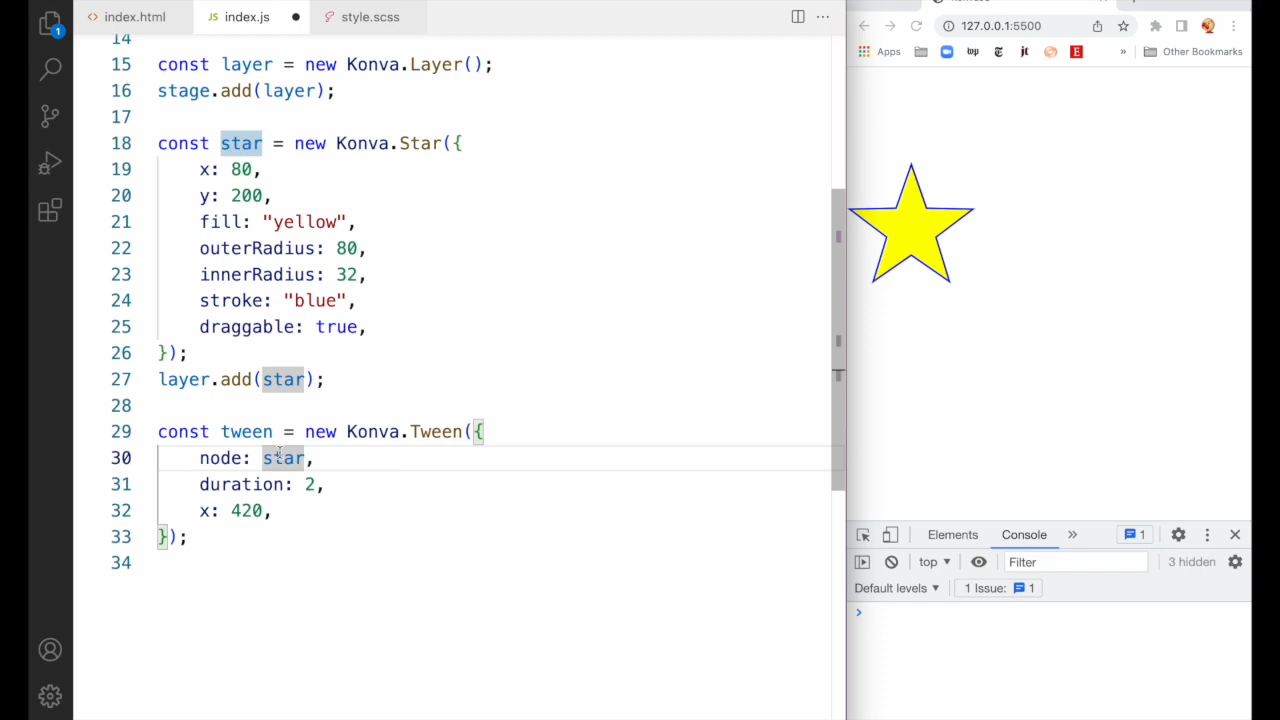 index.html
JS index.js
style.scss
127.0.0.1:5500
Apps
wp
jt
E
»
Other Bookmarks
1
14
15 const layer = new Konva.Layer();
16 stage.add(layer);
17
18 const star = new Konva.Star({
19 x: 80,
20 y: 200,
21 fill: "yellow",
22 outerRadius: 80,
23 innerRadius: 32,
24 stroke: "blue",
25 draggable: true,
26 });
27 layer.add(star);
28
29 const tween = new Konva.Tween({
30 node: star,
31 duration: 2,
32 x: 420,
33 });
34
Elements Console » 1
top Filter 3 hidden
Default levels 1 Issue: 1